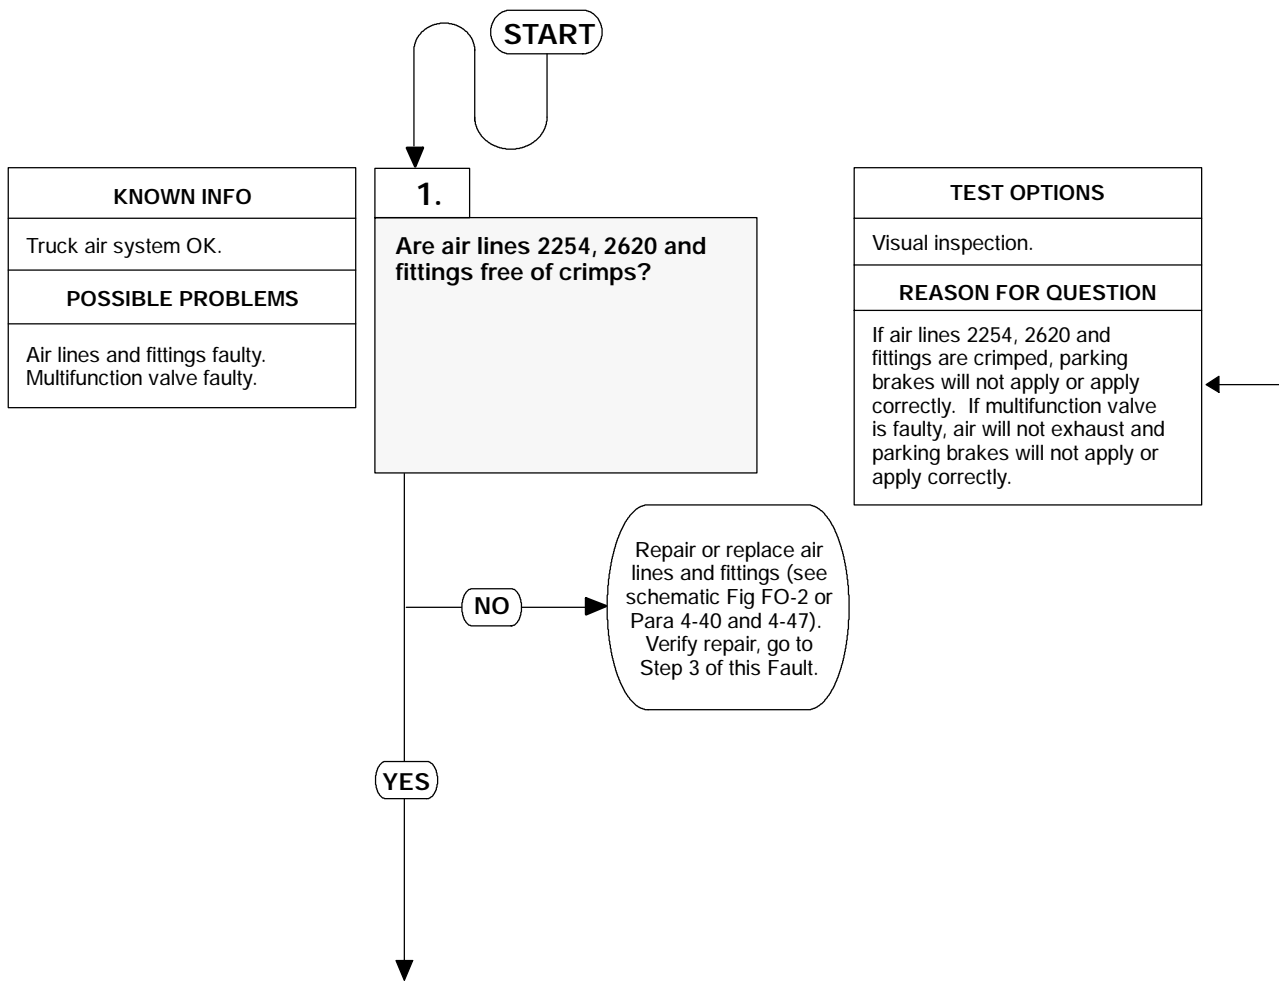 START
KNOWN INFO
Truck air system OK.
POSSIBLE PROBLEMS
Air lines and fittings faulty.
Multifunction valve faulty.
1.
Are air lines 2254, 2620 and
fittings free of crimps?
TEST OPTIONS
Visual inspection.
REASON FOR QUESTION
If air lines 2254, 2620 and
fittings are crimped, parking
brakes will not apply or apply
correctly. If multifunction valve
is faulty, air will not exhaust and
parking brakes will not apply or
apply correctly.
NO
Repair or replace air
lines and fittings (see
schematic Fig FO-2 or
Para 4-40 and 4-47).
Verify repair, go to
Step 3 of this Fault.
YES